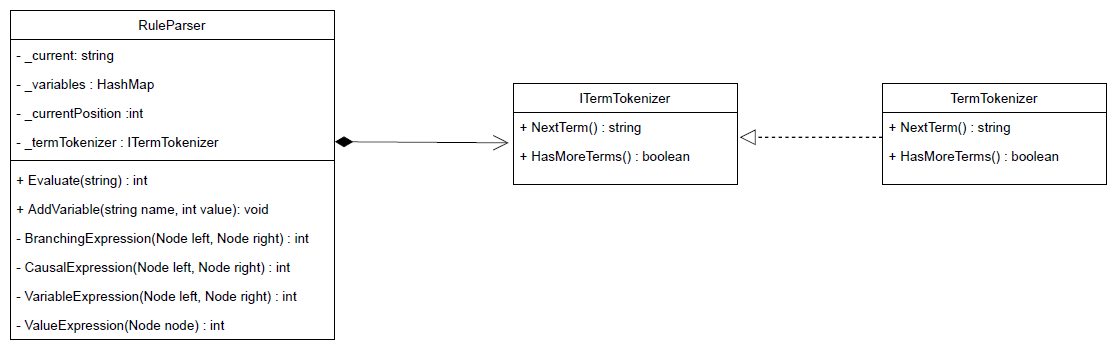 RuleParser
- _current: string
- _variables : HashMap
- _currentPosition :int
- _termTokenizer : ITermTokenizer
+ Evaluate(string) : int
+ AddVariable(string name, int value): void
- BranchingExpression(Node left, Node right) : int
- CausalExpression(Node left, Node right) : int
- VariableExpression(Node left, Node right) : int
- ValueExpression(Node node) : int
ITermTokenizer
+ NextTerm() : string
+ HasMoreTerms() : boolean
TermTokenizer
+ NextTerm() : string
+ HasMoreTerms() : boolean